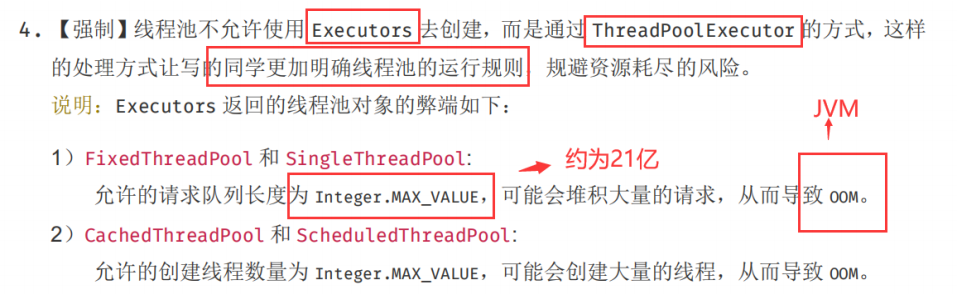 4. 【强制】线程池不允许使用 Executors 去创建，而是通过 ThreadPoolExecutor 的方式，这样
的处理方式让写的同学更加明确线程池的运行规则，规避资源耗尽的风险。
说明：Executors 返回的线程池对象的弊端如下：
JVM
1）FixedThreadPool 和 SingleThreadPool:
约为21亿
允许的请求队列长度为 Integer.MAX_VALUE，可能会堆积大量的请求，从而导致 OOM。
2）CachedThreadPool 和 ScheduledThreadPool:
允许的创建线程数量为 Integer.MAX_VALUE，可能会创建大量的线程，从而导致 OOM。